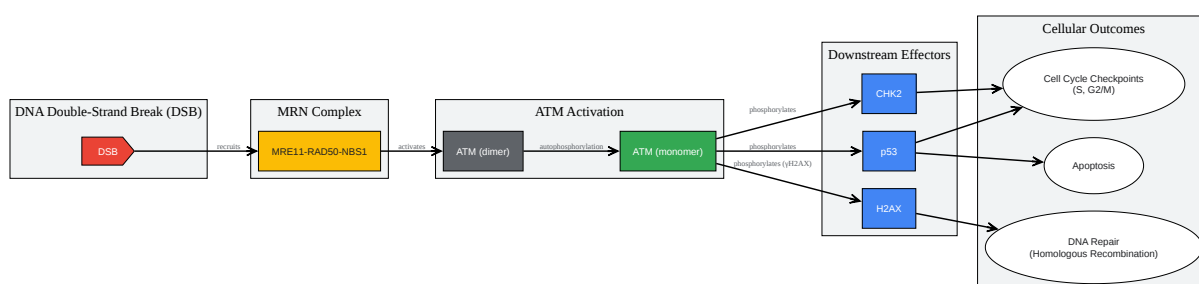 DNA Double-Strand Break (DSB)
DSB
recruits
MRN Complex
MRE11-RAD50-NBS1
activates
ATM Activation
ATM (dimer)
autophosphorylation
ATM (monomer)
phosphorylates
phosphorylates
phosphorylates (γH2AX)
Downstream Effectors
CHK2
p53
H2AX
Cellular Outcomes
Cell Cycle Checkpoints
(S, G2/M)
Apoptosis
DNA Repair
(Homologous Recombination)